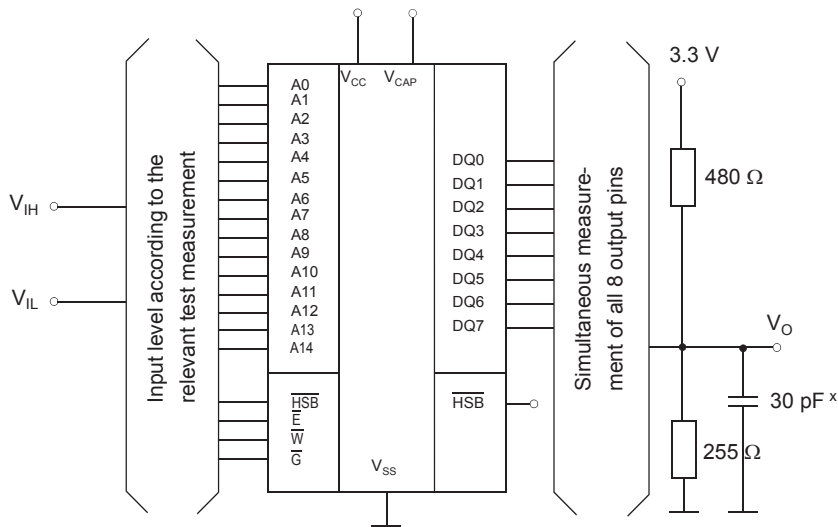 V_CC
V_CAP
A0
A1
A2
A3
A4
A5
A6
A7
A8
A9
A10
A11
A12
A13
A14
HSB
E
W
G
V_SS
DQ0
DQ1
DQ2
DQ3
DQ4
DQ5
DQ6
DQ7
HSB
V_IH
V_IL
Input level according to the
relevant test measurement
Simultaneous measure-
ment of all 8 output pins
3.3 V
480 Ω
V_O
30 pF ˣ
255 Ω